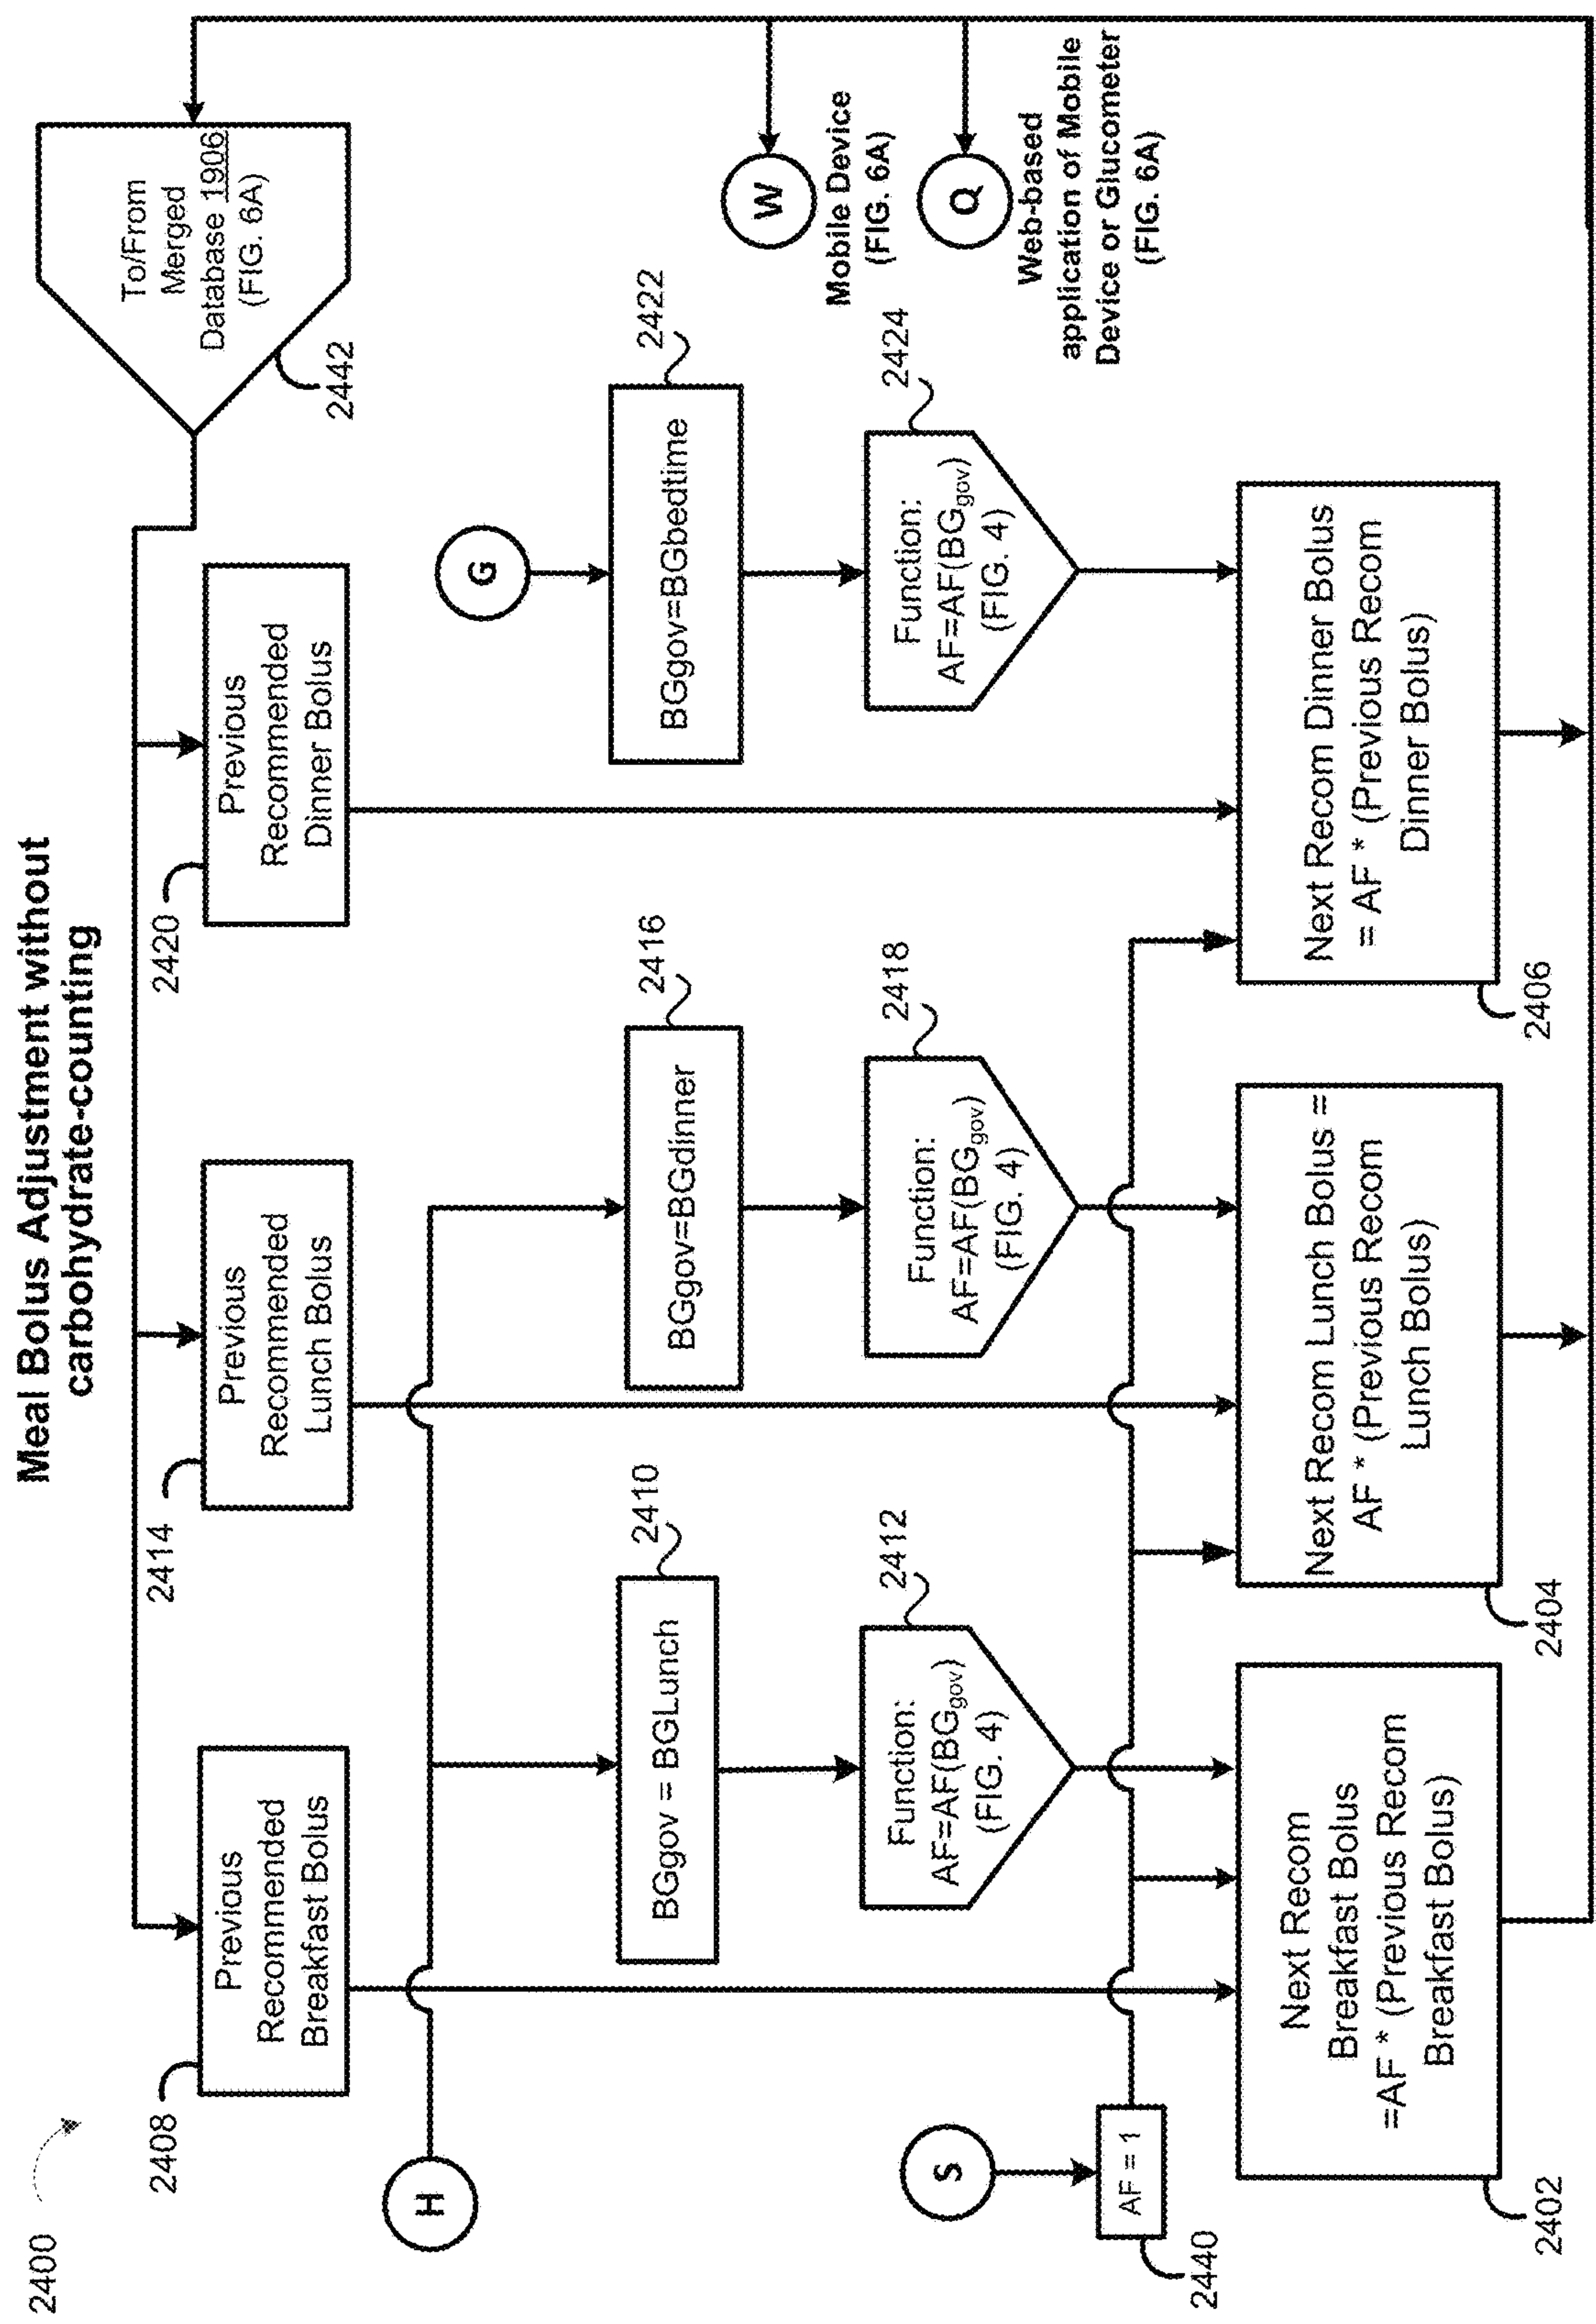 2400
Meal Bolus Adjustment without
carbohydrate-counting
2408
Previous
Recommended
Breakfast Bolus
2414
Previous
Recommended
Lunch Bolus
2420
Previous
Recommended
Dinner Bolus
To/From
Merged
Database 1906
(FIG. 6A)
2442
H
BGgov = BGLunch
2410
BGgov=BGdinner
2416
G
BGgov=BGbedtime
2422
W
Mobile Device
(FIG. 6A)
Function:
AF=AF(BGgov)
(FIG. 4)
2412
Function:
AF=AF(BGgov)
(FIG. 4)
2418
Function:
AF=AF(BGgov)
(FIG. 4)
2424
Q
Web-based
application of Mobile
Device or Glucometer
(FIG. 6A)
S
AF = 1
2440
Next Recom
Breakfast Bolus
=AF * (Previous Recom
Breakfast Bolus)
2402
Next Recom Lunch Bolus =
AF * (Previous Recom
Lunch Bolus)
2404
Next Recom Dinner Bolus
= AF * (Previous Recom
Dinner Bolus)
2406